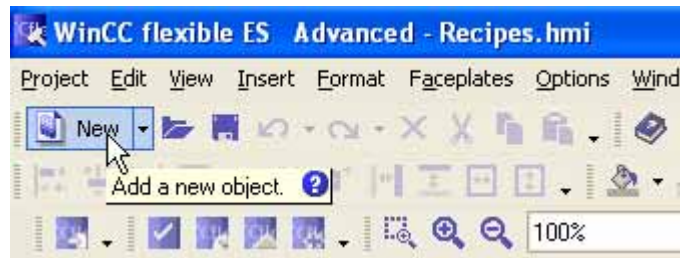 WinCC flexible ES Advanced - Recipes.hmi
Project Edit View Insert Format Faceplates Options Wind
New
Add a new object.
100%